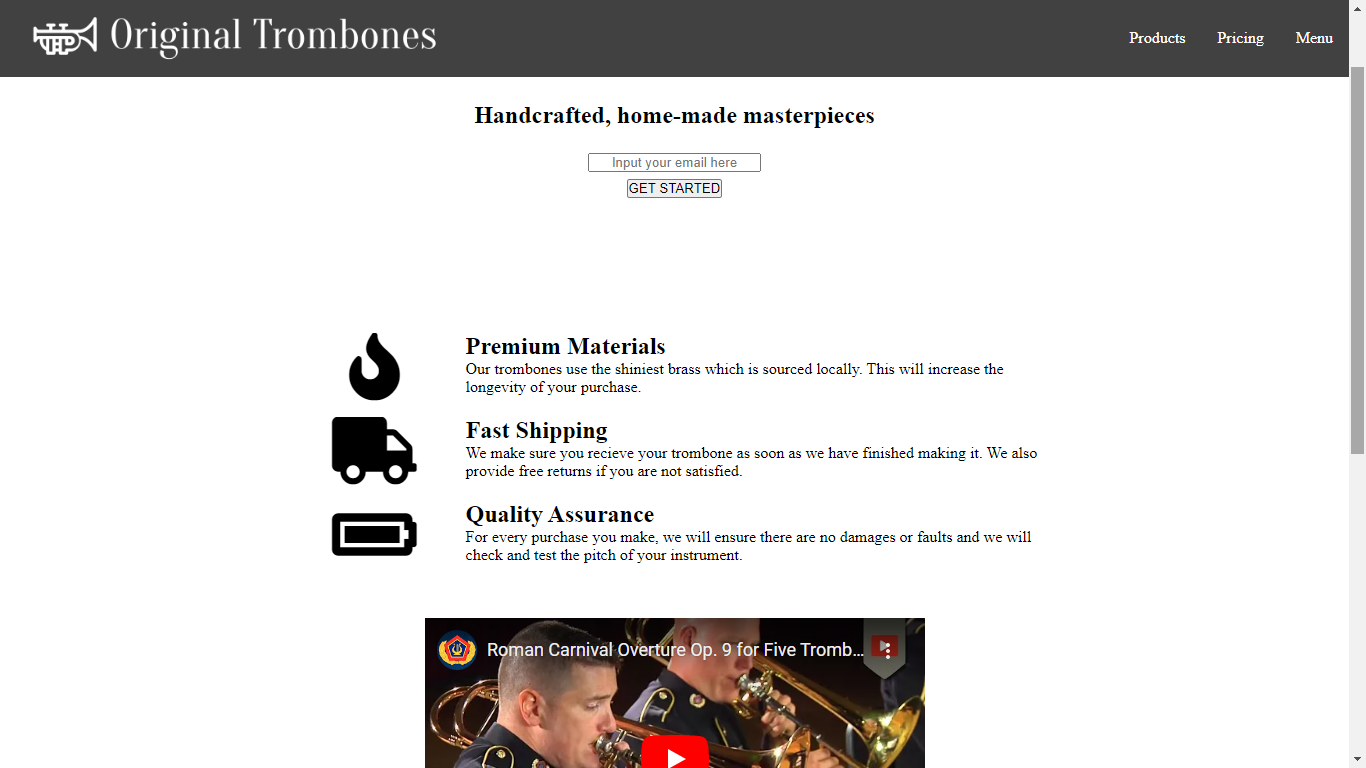 Original Trombones
Products
Pricing
Menu
Handcrafted, home-made masterpieces
Input your email here
GET STARTED
Premium Materials
Our trombones use the shiniest brass which is sourced locally. This will increase the
longevity of your purchase.
Fast Shipping
We make sure you recieve your trombone as soon as we have finished making it. We also
provide free returns if you are not satisfied.
Quality Assurance
For every purchase you make, we will ensure there are no damages or faults and we will
check and test the pitch of your instrument.
Roman Carnival Overture Op. 9 for Five Tromb...